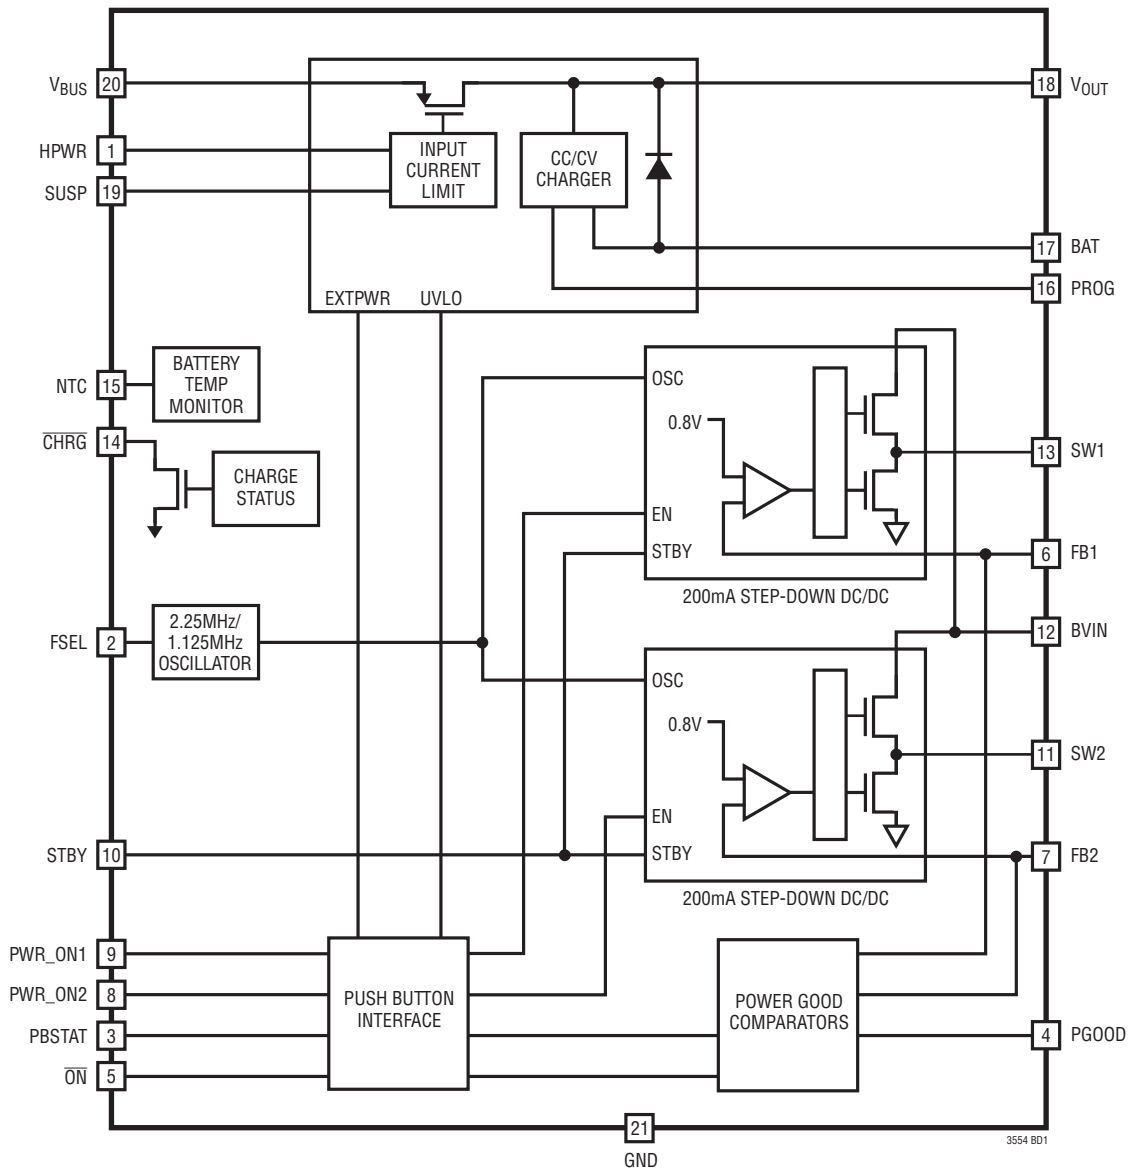 VBUS 20
18 VOUT
HPWR 1
SUSP 19
INPUT
CURRENT
LIMIT
CC/CV
CHARGER
17 BAT
16 PROG
EXTPWR UVLO
NTC 15
BATTERY
TEMP
MONITOR
CHRG 14
CHARGE
STATUS
OSC
0.8V
EN
STBY
13 SW1
6 FB1
200mA STEP-DOWN DC/DC
FSEL 2
2.25MHz/
1.125MHz
OSCILLATOR
12 BVIN
OSC
0.8V
EN
STBY
11 SW2
7 FB2
200mA STEP-DOWN DC/DC
STBY 10
PWR_ON1 9
PWR_ON2 8
PBSTAT 3
ON 5
PUSH BUTTON
INTERFACE
POWER GOOD
COMPARATORS
4 PGOOD
21
GND
3554 BD1